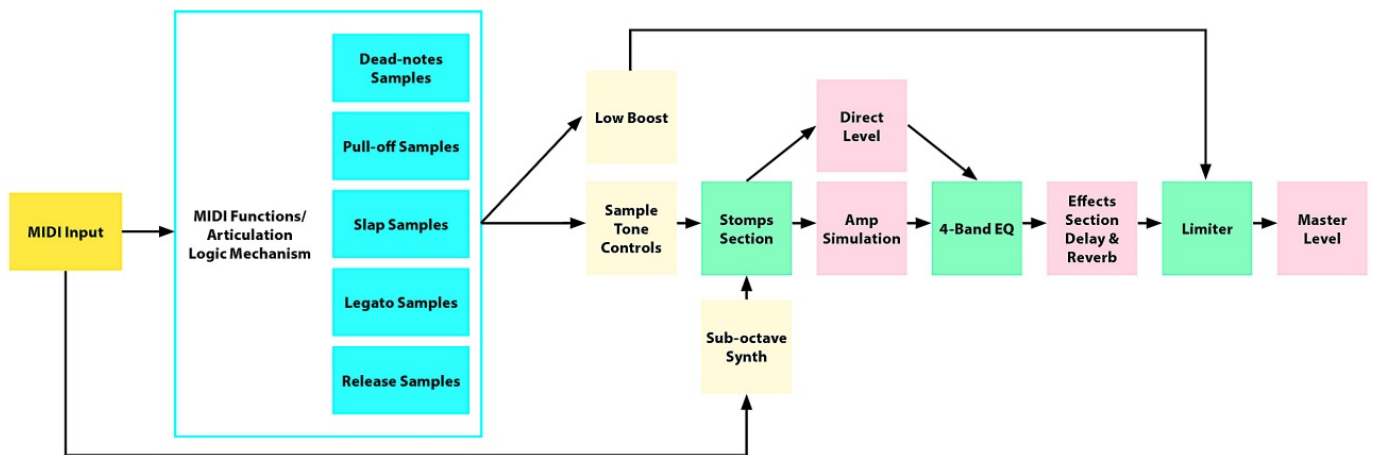 MIDI Input
MIDI Functions/
Articulation
Logic Mechanism
Dead-notes
Samples
Pull-off Samples
Slap Samples
Legato Samples
Release Samples
Low Boost
Sample
Tone
Controls
Stomps
Section
Sub-octave
Synth
Direct
Level
Amp
Simulation
4-Band EQ
Effects
Section
Delay &
Reverb
Limiter
Master
Level